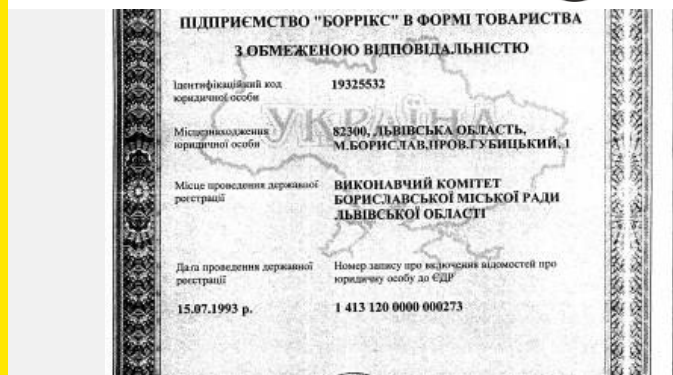 ПІДПРИЄМСТВО "БОРРІКС" В ФОРМІ ТОВАРИСТВА
З ОБМЕЖЕНОЮ ВІДПОВІДАЛЬНІСТЮ
Ідентифікаційний код
юридичної особи
19325532
УКРАЇНА
Місцезнаходження
юридичної особи
82300, ЛЬВІВСЬКА ОБЛАСТЬ,
М.БОРИСЛАВ,ПРОВ.ГУБИЦЬКИЙ, 1
Місце проведення державної
реєстрації
ВИКОНАВЧИЙ КОМІТЕТ
БОРИСЛАВСЬКОЇ МІСЬКОЇ РАДИ
ЛЬВІВСЬКОЇ ОБЛАСТІ
Дата проведення державної
реєстрації
Номер запису про включення відомостей про
юридичну особу до ЄДР
15.07.1993 р.
1 413 120 0000 000273